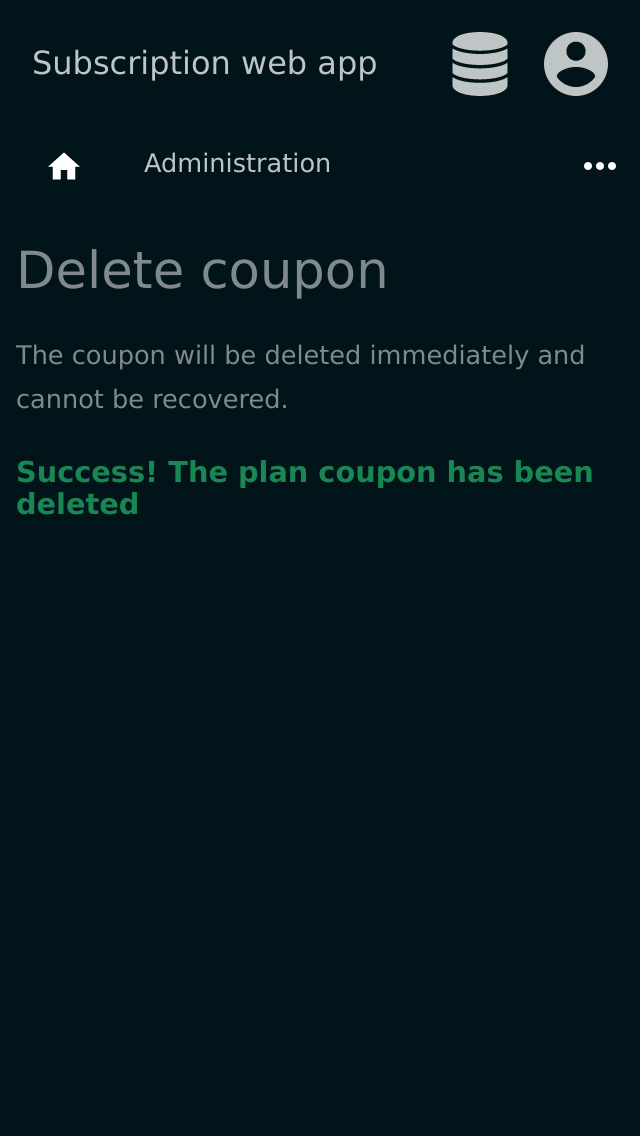 Subscription web app
Administration
Delete coupon
The coupon will be deleted immediately and
cannot be recovered.
Success! The plan coupon has been
deleted